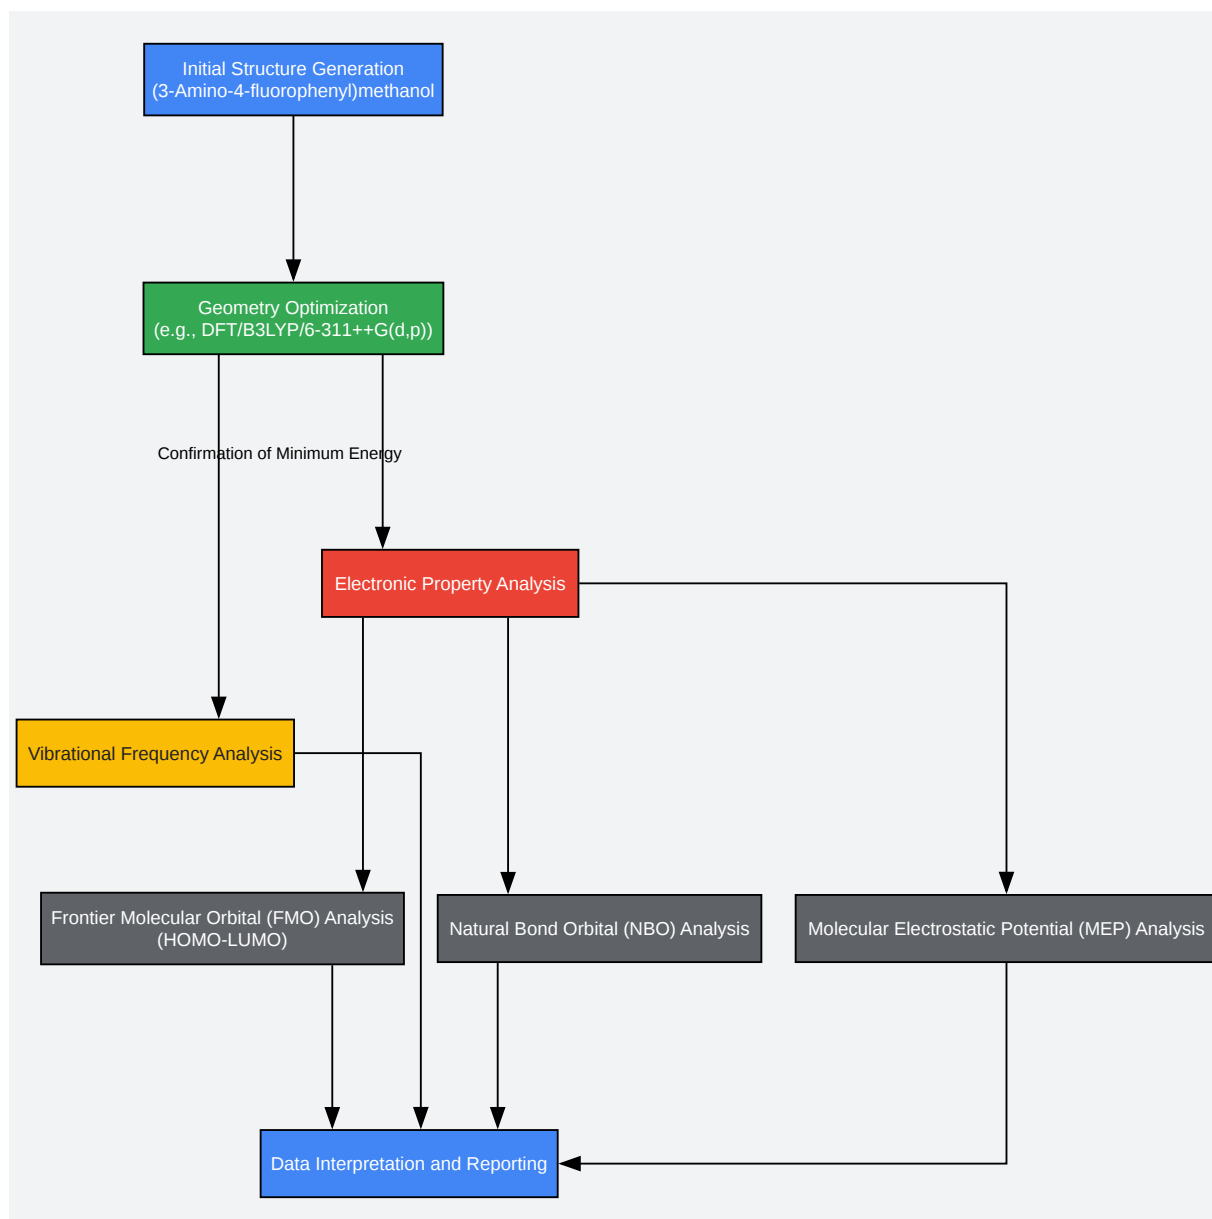 Initial Structure Generation
(3-Amino-4-fluorophenyl)methanol
Geometry Optimization
(e.g., DFT/B3LYP/6-311++G(d,p))
Confirmation of Minimum Energy
Electronic Property Analysis
Vibrational Frequency Analysis
Frontier Molecular Orbital (FMO) Analysis
(HOMO-LUMO)
Natural Bond Orbital (NBO) Analysis
Molecular Electrostatic Potential (MEP) Analysis
Data Interpretation and Reporting